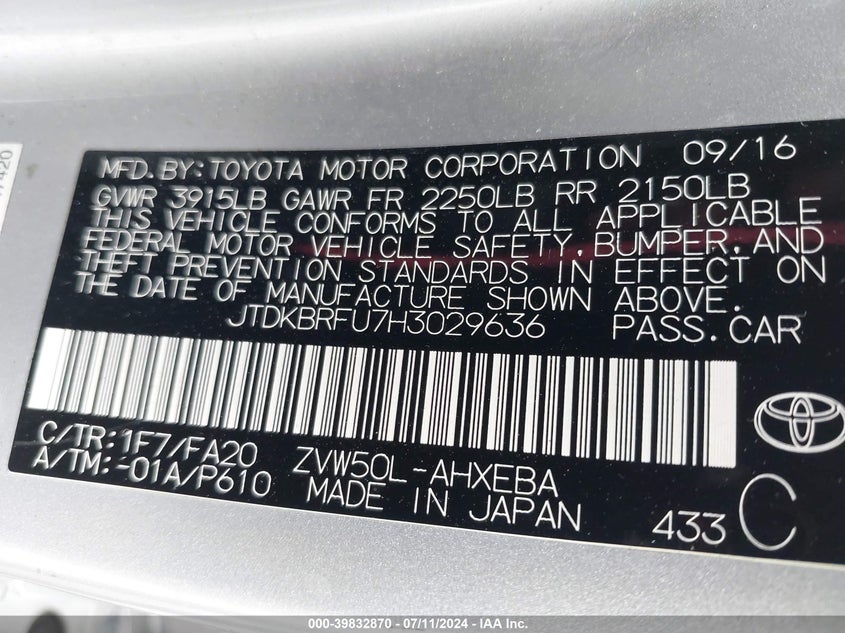 MFD.BY:TOYOTA MOTOR CORPORATION 09/16
GVWR 3915LB GAWR FR 2250LB RR 2150LB
THIS VEHICLE CONFORMS TO ALL APPLICABLE
FEDERAL MOTOR VEHICLE SAFETY,BUMPER,AND
THEFT PREVENTION STANDARDS IN EFFECT ON
THE DATE OF MANUFACTURE SHOWN ABOVE.
JTDKBRFU7H3029636 PASS.CAR
C/TR:1F7/FA20 ZVW50L-AHXEBA
A/TM:-01A/P610 MADE IN JAPAN 433 C
000-39832870 - 07/11/2024 - IAA Inc.